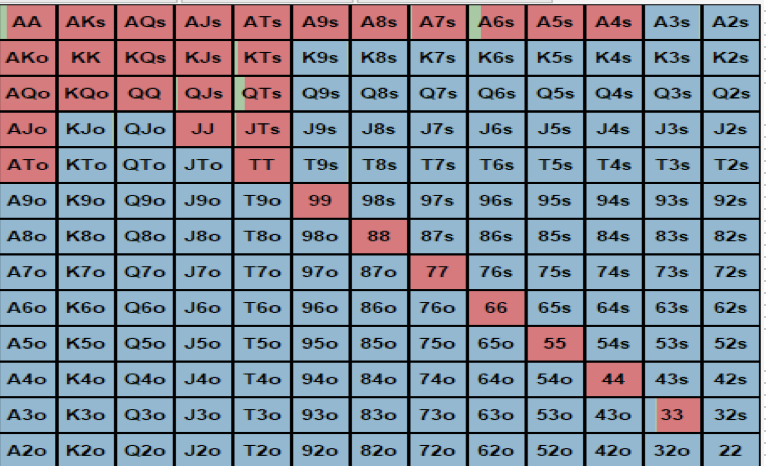 AA AKs AQs AJs ATs A9s A8s A7s A6s A5s A4s A3s A2s
AKo KK KQs KJs KTs K9s K8s K7s K6s K5s K4s K3s K2s
AQo KQo QQ QJs QTs Q9s Q8s Q7s Q6s Q5s Q4s Q3s Q2s
AJo KJo QJo JJ JTs J9s J8s J7s J6s J5s J4s J3s J2s
ATo KTo QTo JTo TT T9s T8s T7s T6s T5s T4s T3s T2s
A9o K9o Q9o J9o T9o 99 98s 97s 96s 95s 94s 93s 92s
A8o K8o Q8o J8o T8o 98o 88 87s 86s 85s 84s 83s 82s
A7o K7o Q7o J7o T7o 97o 87o 77 76s 75s 74s 73s 72s
A6o K6o Q6o J6o T6o 96o 86o 76o 66 65s 64s 63s 62s
A5o K5o Q5o J5o T5o 95o 85o 75o 65o 55 54s 53s 52s
A4o K4o Q4o J4o T4o 94o 84o 74o 64o 54o 44 43s 42s
A3o K3o Q3o J3o T3o 93o 83o 73o 63o 53o 43o 33 32s
A2o K2o Q2o J2o T2o 92o 82o 72o 62o 52o 42o 32o 22